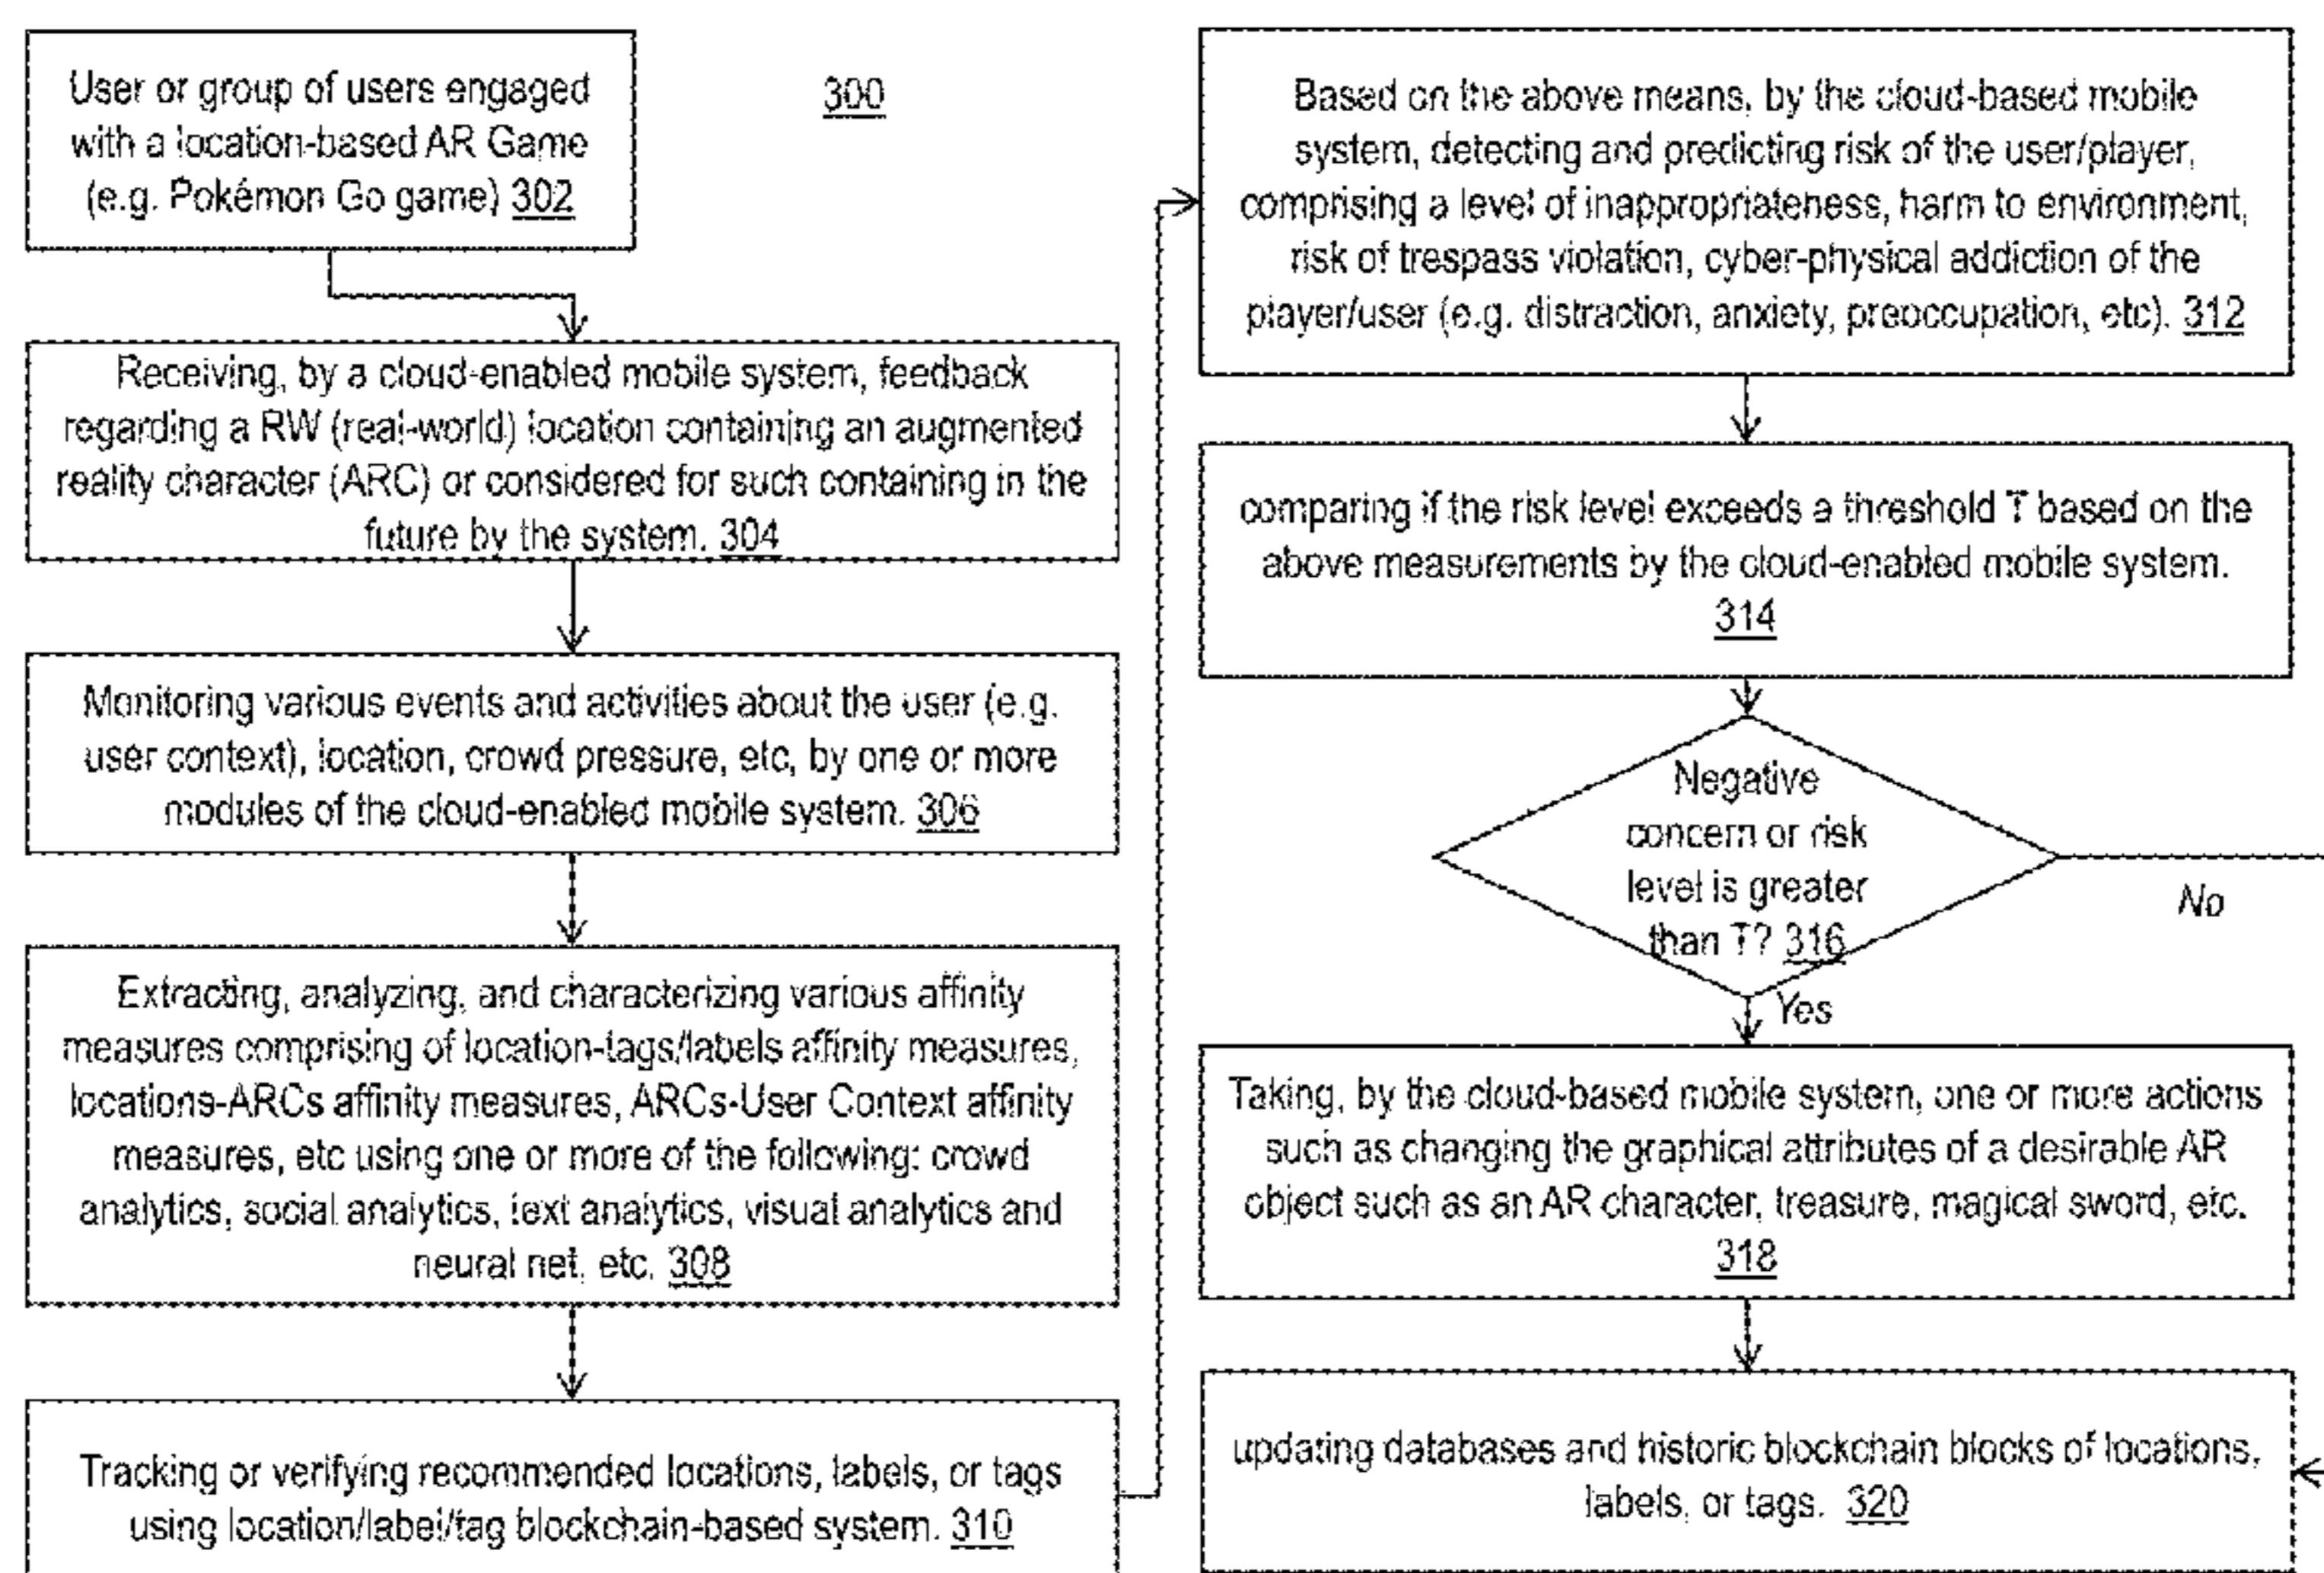 300
User or group of users engaged
with a location-based AR Game
(e.g. Pokémon Go game) 302
Receiving, by a cloud-enabled mobile system, feedback
regarding a RW (real-world) location containing an augmented
reality character (ARC) or considered for such containing in the
future by the system. 304
Monitoring various events and activities about the user (e.g.
user context), location, crowd pressure, etc, by one or more
modules of the cloud-enabled mobile system. 306
Extracting, analyzing, and characterizing various affinity
measures comprising of location-tags/labels affinity measures,
locations-ARCs affinity measures, ARCs-User Context affinity
measures, etc using one or more of the following: crowd
analytics, social analytics, text analytics, visual analytics and
neural net, etc. 308
Tracking or verifying recommended locations, labels, or tags
using location/label/tag blockchain-based system. 310
Based on the above means, by the cloud-based mobile
system, detecting and predicting risk of the user/player,
comprising a level of inappropriateness, harm to environment,
risk of trespass violation, cyber-physical addiction of the
player/user (e.g. distraction, anxiety, preoccupation, etc). 312
comparing if the risk level exceeds a threshold T based on the
above measurements by the cloud-enabled mobile system.
314
Negative
concern or risk
level is greater
than T? 316
No
Yes
Taking, by the cloud-based mobile system, one or more actions
such as changing the graphical attributes of a desirable AR
object such as an AR character, treasure, magical sword, etc.
318
updating databases and historic blockchain blocks of locations,
labels, or tags. 320